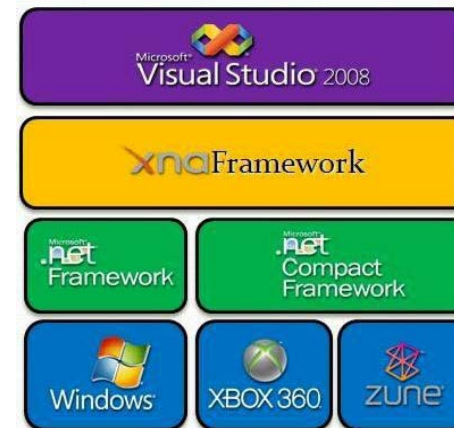 Microsoft
Visual Studio 2008
xna Framework
Microsoft
.net
Framework
Microsoft
.net
Compact
Framework
Windows
XBOX 360
zune